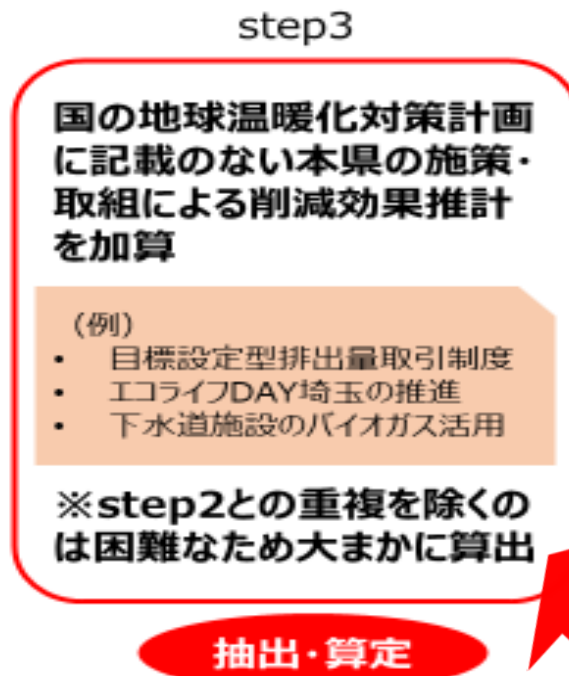 step3
国の地球温暖化対策計画
に記載のない本県の施策・
取組による削減効果推計
を加算
(例)
• 目標設定型排出量取引制度
• エコライフDAY埼玉の推進
• 下水道施設のバイオガス活用
※step2との重複を除くの
は困難なため大まかに算出
抽出・算定